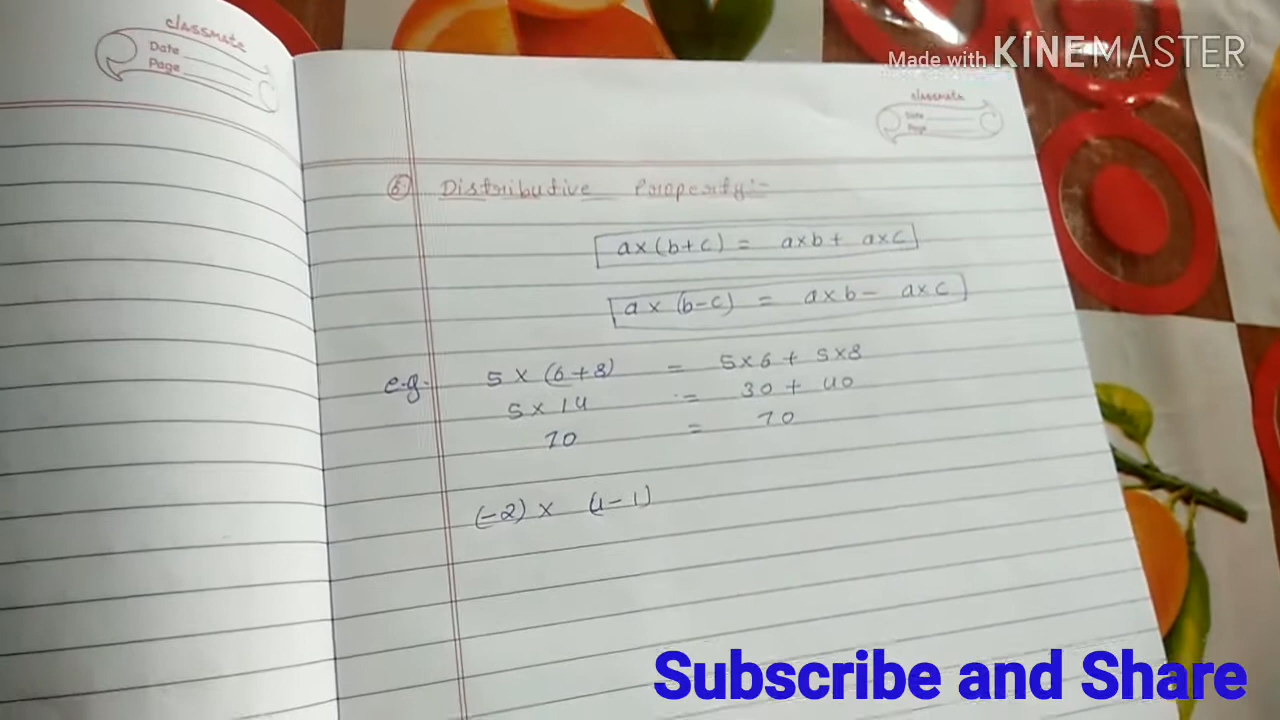 classmate
Date
Page
Made with KINEMASTER
classmate
Date
Page
6 Distributive Property:-
a×(b+c) = a×b + a×c
a×(b-c) = a×b - a×c
e.g. 5×(6+8) = 5×6 + 5×8
5×14 = 30 + 40
70 = 70
(-2) × (1-1)
Subscribe and Share